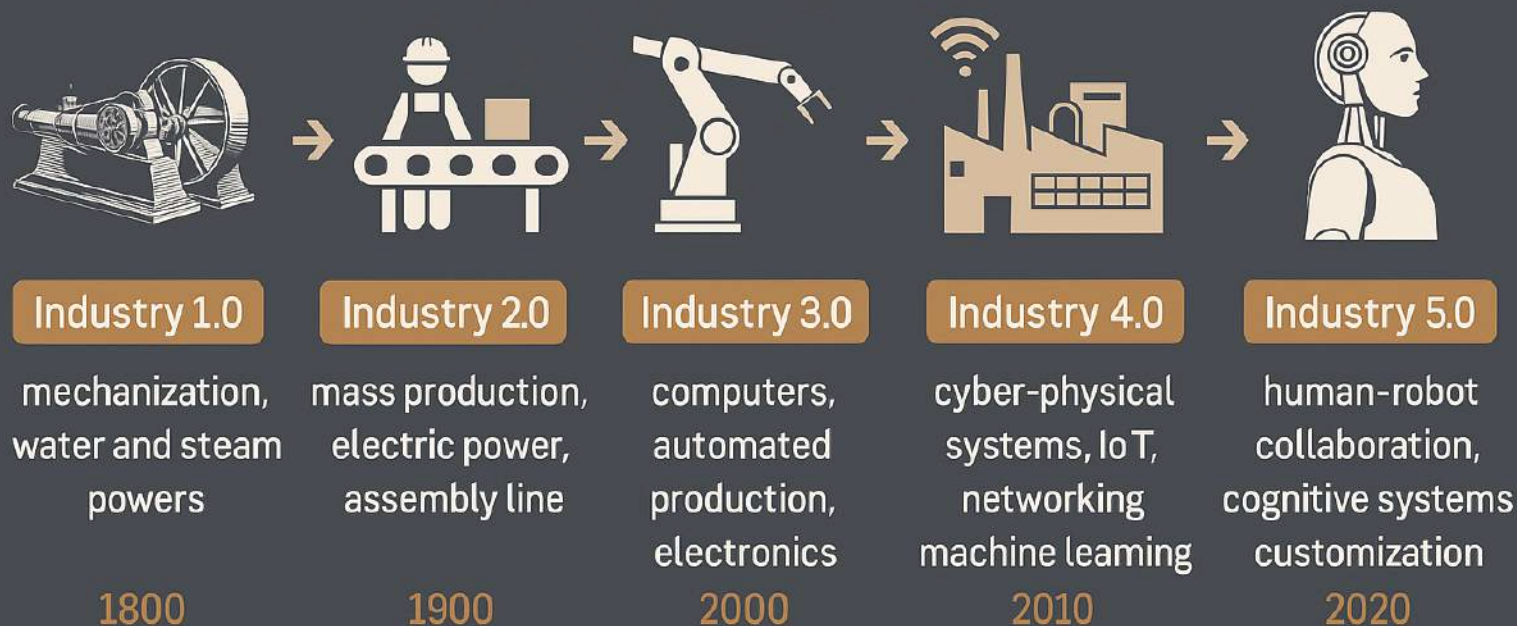 Industry 1.0
mechanization,
water and steam
powers
1800
Industry 2.0
mass production,
electric power,
assembly line
1900
Industry 3.0
computers,
automated
production,
electronics
2000
Industry 4.0
cyber-physical
systems, IoT,
networking
machine leaming
2010
Industry 5.0
human-robot
collaboration,
cognitive systems
customization
2020